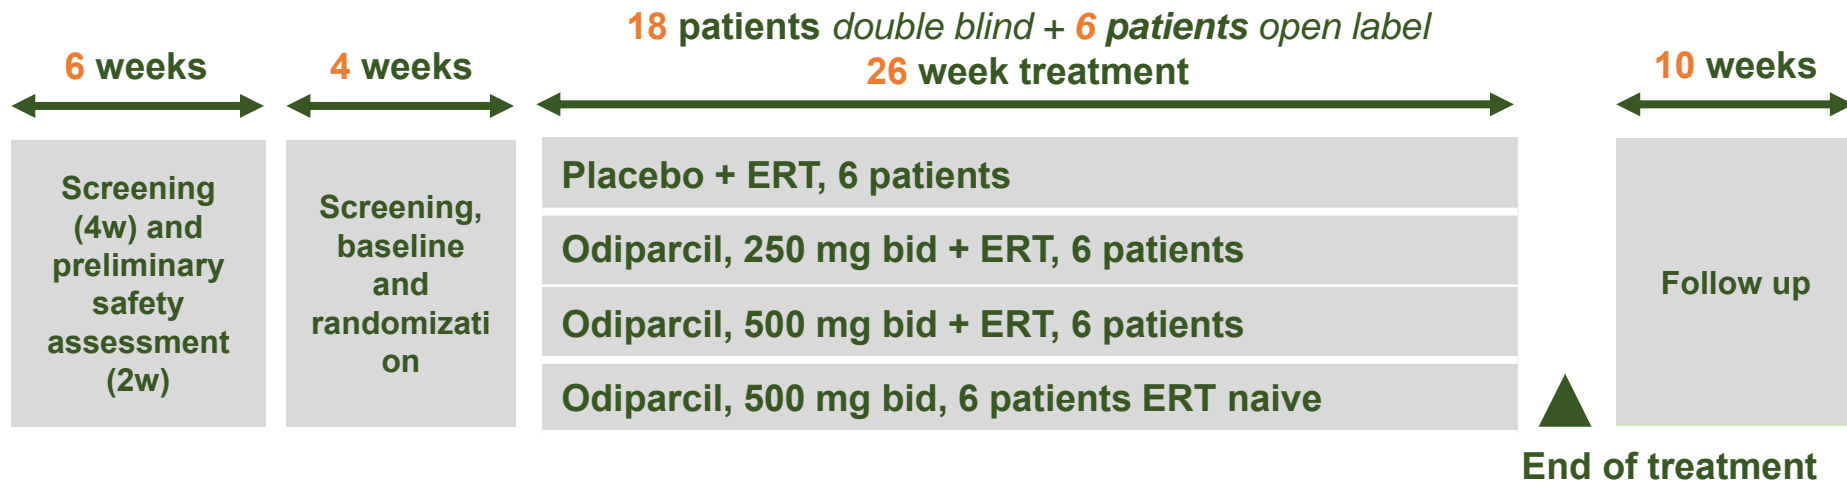 18 patients double blind + 6 patients open label
6 weeks
4 weeks
26 week treatment
10 weeks
Screening
(4w) and
preliminary
safety
assessment
(2w)
Screening,
baseline
and
randomizati
on
Placebo + ERT, 6 patients
Odiparcil, 250 mg bid + ERT, 6 patients
Odiparcil, 500 mg bid + ERT, 6 patients
Odiparcil, 500 mg bid, 6 patients ERT naive
Follow up
End of treatment